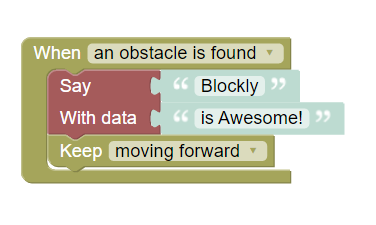 When an obstacle is found
Say “ Blockly ”
With data “ is Awesome! ”
Keep moving forward